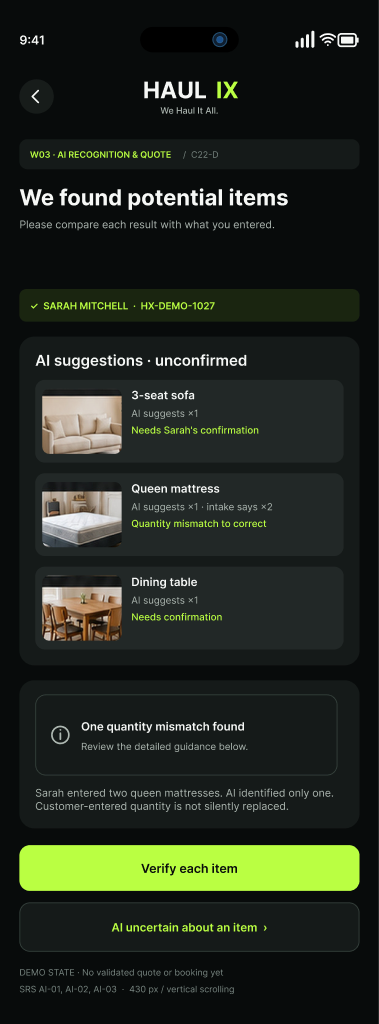 9:41
HAUL IX
We Haul It All.
W03 · AI RECOGNITION & QUOTE / C22-D
We found potential items
Please compare each result with what you entered.
✓ SARAH MITCHELL · HX-DEMO-1027
AI suggestions · unconfirmed
3-seat sofa
AI suggests ×1
Needs Sarah's confirmation
Queen mattress
AI suggests ×1 · intake says ×2
Quantity mismatch to correct
Dining table
AI suggests ×1
Needs confirmation
One quantity mismatch found
Review the detailed guidance below.
Sarah entered two queen mattresses. AI identified only one.
Customer-entered quantity is not silently replaced.
Verify each item
AI uncertain about an item ›
DEMO STATE · No validated quote or booking yet
SRS AI-01, AI-02, AI-03 · 430 px / vertical scrolling